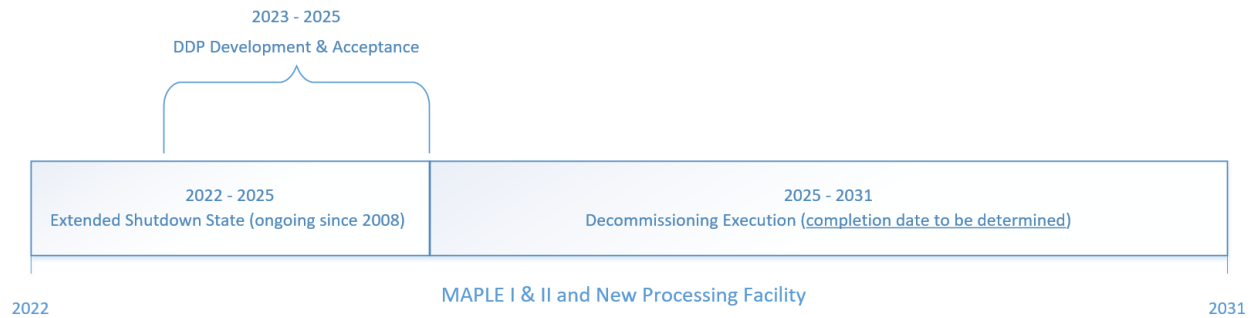 2023 - 2025
DDP Development & Acceptance
2022 - 2025
Extended Shutdown State (ongoing since 2008)
2025 - 2031
Decommissioning Execution (completion date to be determined)
2022
MAPLE I & II and New Processing Facility
2031